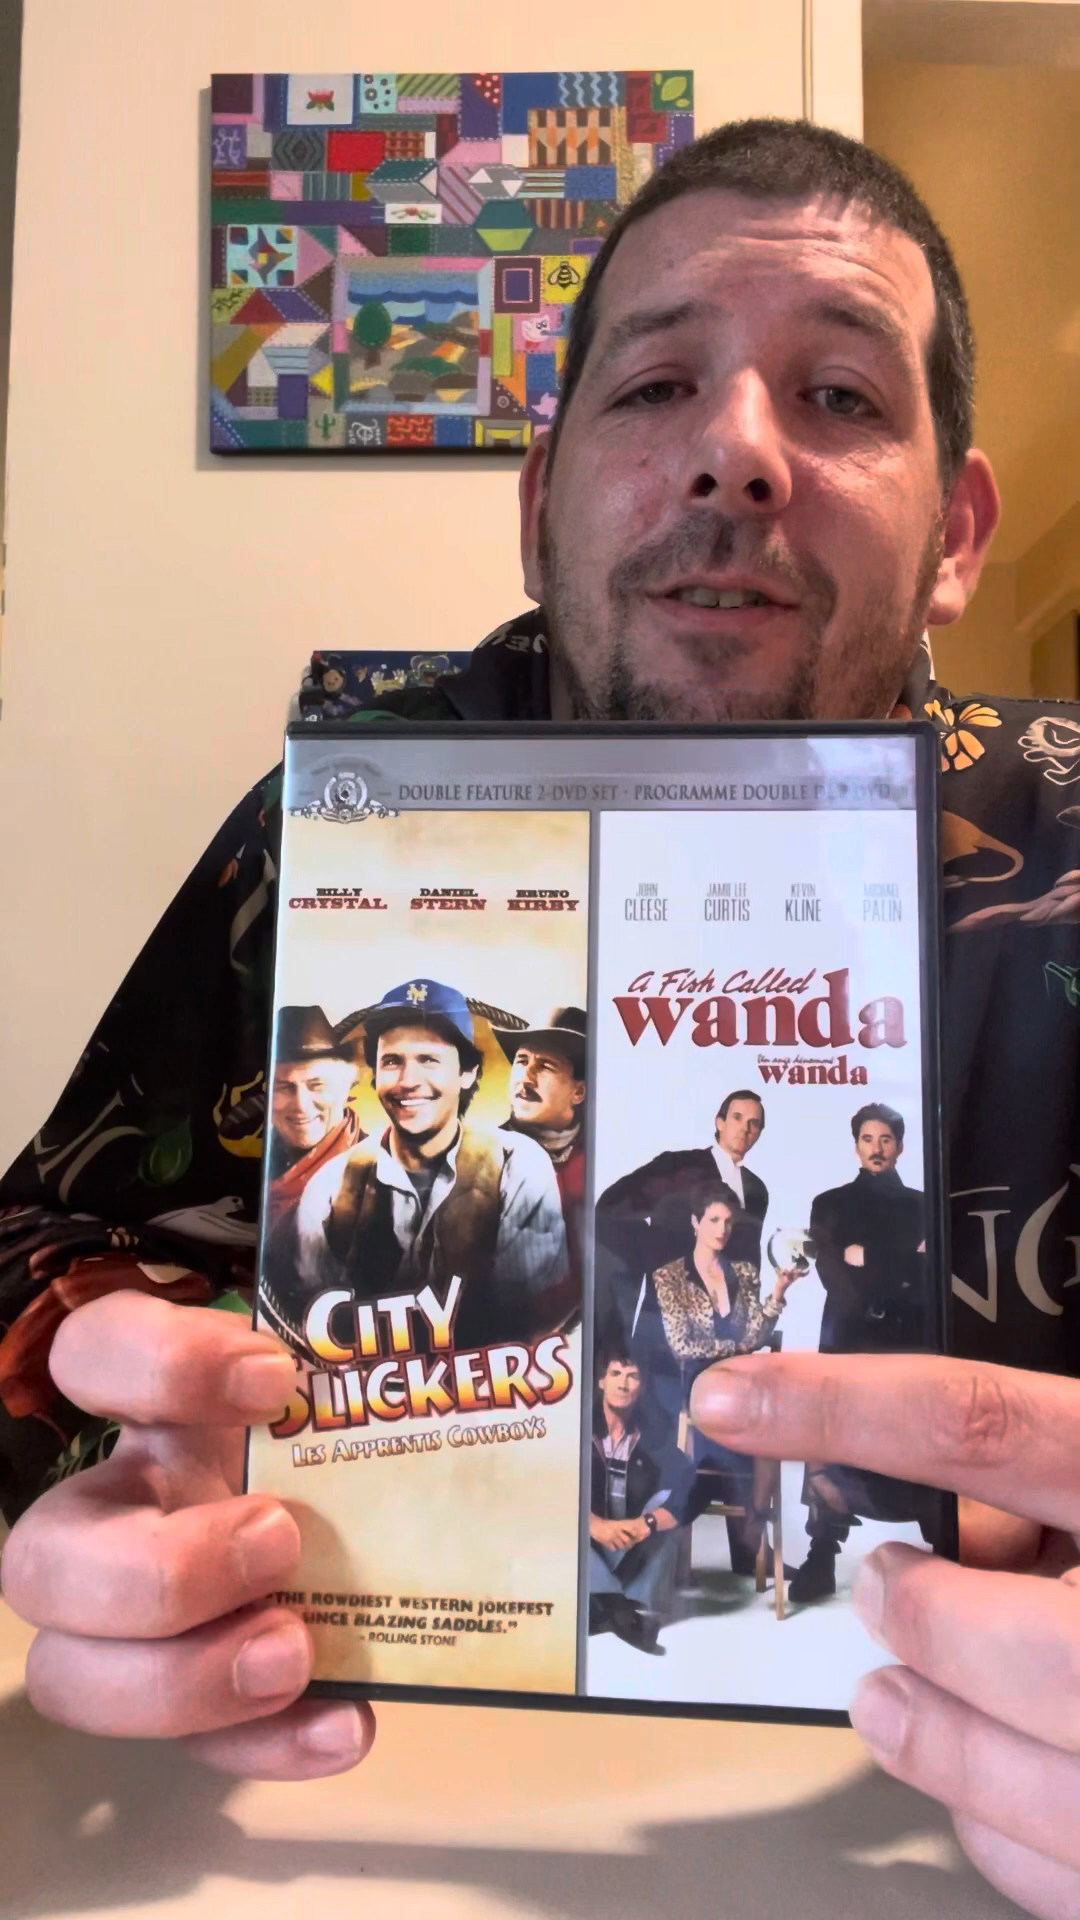 DOUBLE FEATURE 2-DVD SET · PROGRAMME DOUBLE
BILLY CRYSTAL
DANIEL STERN
BRUNO KIRBY
CITY
SLICKERS
LES APPRENTIS COWBOYS
"THE ROWDIEST WESTERN JOKEFEST
SINCE BLAZING SADDLES."
- ROLLING STONE
JOHN CLEESE
JAMIE LEE CURTIS
KEVIN KLINE
MICHAEL PALIN
A Fish Called
wanda
Un
wanda